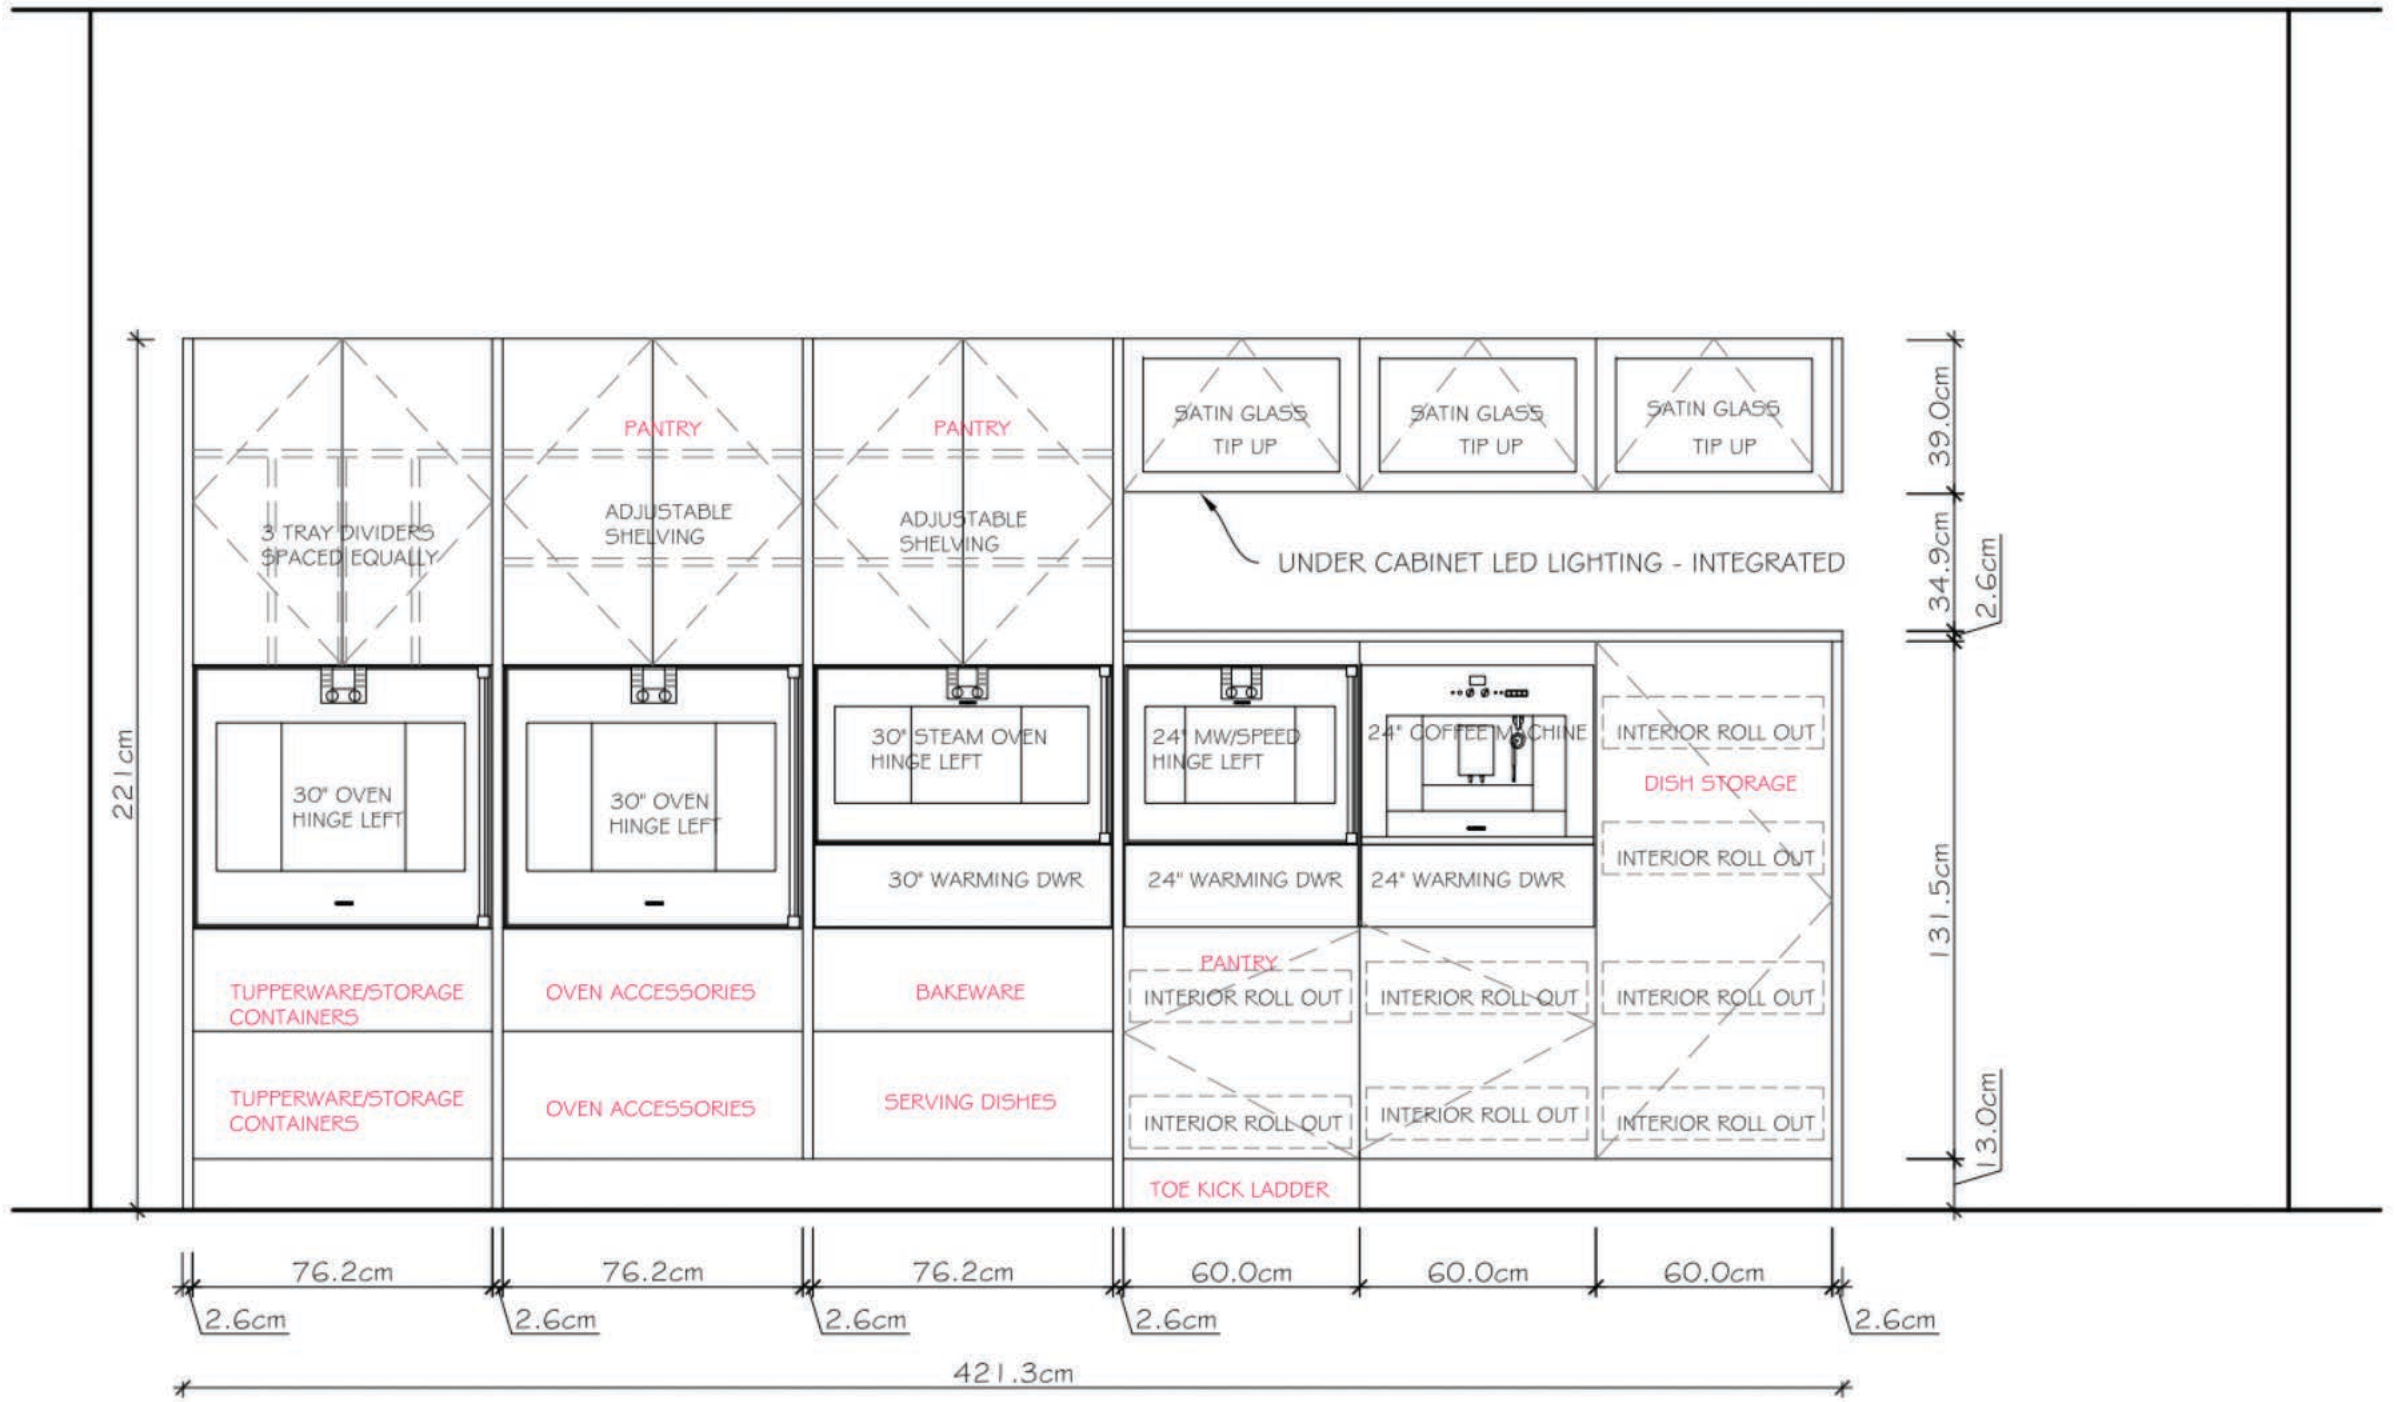 PANTRY
PANTRY
3 TRAY DIVIDERS
SPACED EQUALLY
ADJUSTABLE
SHELVING
ADJUSTABLE
SHELVING
SATIN GLASS
TIP UP
SATIN GLASS
TIP UP
SATIN GLASS
TIP UP
UNDER CABINET LED LIGHTING - INTEGRATED
39.0cm
34.9cm
2.6cm
131.5cm
13.0cm
221cm
30" OVEN
HINGE LEFT
30" OVEN
HINGE LEFT
30" STEAM OVEN
HINGE LEFT
24" MW/SPEED
HINGE LEFT
24" COFFEE MACHINE
INTERIOR ROLL OUT
DISH STORAGE
INTERIOR ROLL OUT
30" WARMING DWR
24" WARMING DWR
24" WARMING DWR
TUPPERWARE/STORAGE
CONTAINERS
OVEN ACCESSORIES
BAKEWARE
PANTRY
INTERIOR ROLL OUT
INTERIOR ROLL OUT
INTERIOR ROLL OUT
TUPPERWARE/STORAGE
CONTAINERS
OVEN ACCESSORIES
SERVING DISHES
INTERIOR ROLL OUT
INTERIOR ROLL OUT
INTERIOR ROLL OUT
TOE KICK LADDER
76.2cm
76.2cm
76.2cm
60.0cm
60.0cm
60.0cm
2.6cm
2.6cm
2.6cm
2.6cm
2.6cm
421.3cm